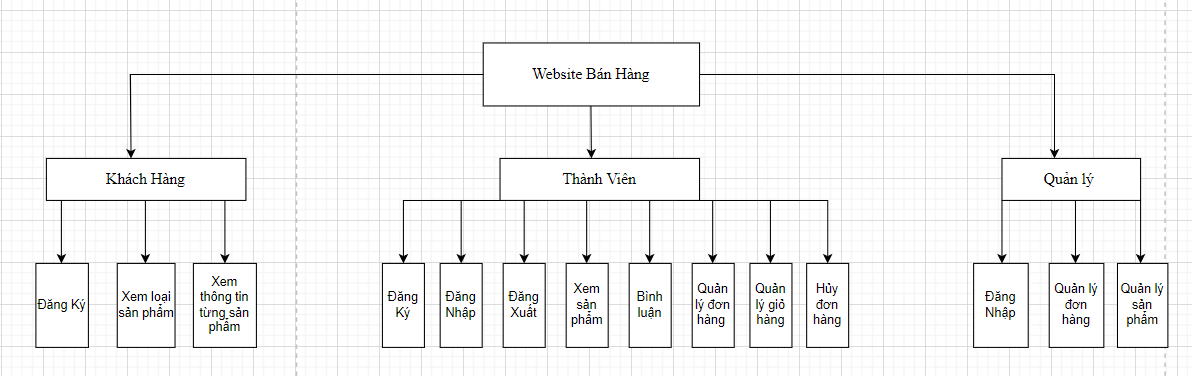 Website Bán Hàng
Khách Hàng
Thành Viên
Quản lý
Đăng Ký
Xem loại
sản phẩm
Xem
thông tin
từng sản
phẩm
Đăng
Ký
Đăng
Nhập
Đăng
Xuất
Xem
sản
phẩm
Bình
luận
Quản
lý đơn
hàng
Quản
lý giỏ
hàng
Hủy
đơn
hàng
Đăng
Nhập
Quản lý
đơn
hàng
Quản lý
sản
phẩm